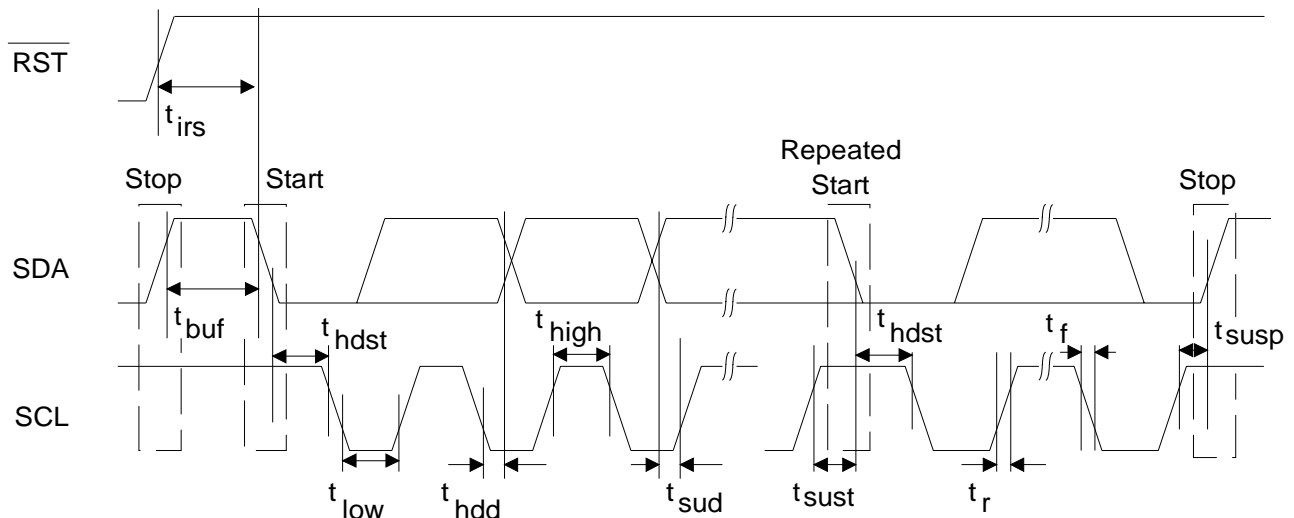 RST
t irs
Repeated
Stop Start Start Stop
SDA
t buf t hdst t high t hdst t f t susp
SCL
t low t hdd t sud t sust t r